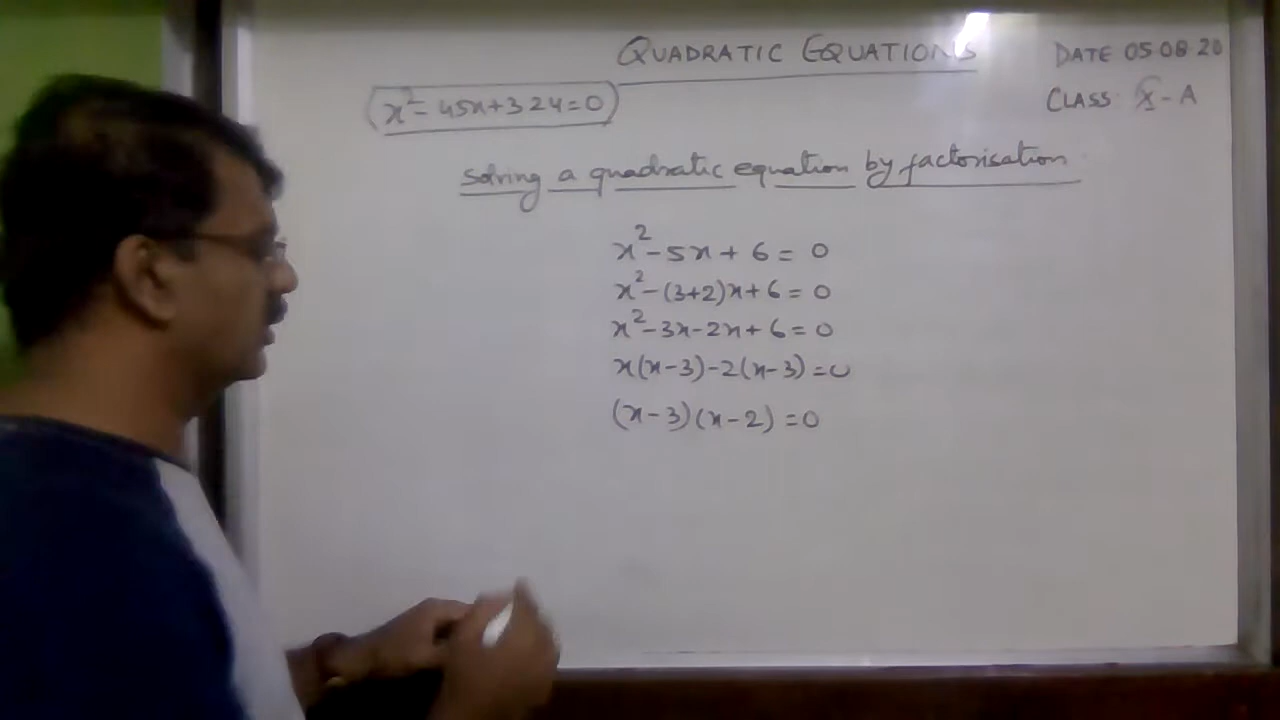 QUADRATIC EQUATIONS
DATE 05-08-20
x² - 45x + 324 = 0
CLASS X - A
Solving a quadratic equation by factorisation
x² - 5x + 6 = 0
x² - (3+2)x + 6 = 0
x² - 3x - 2x + 6 = 0
x(x-3) - 2(x-3) = 0
(x-3)(x-2) = 0